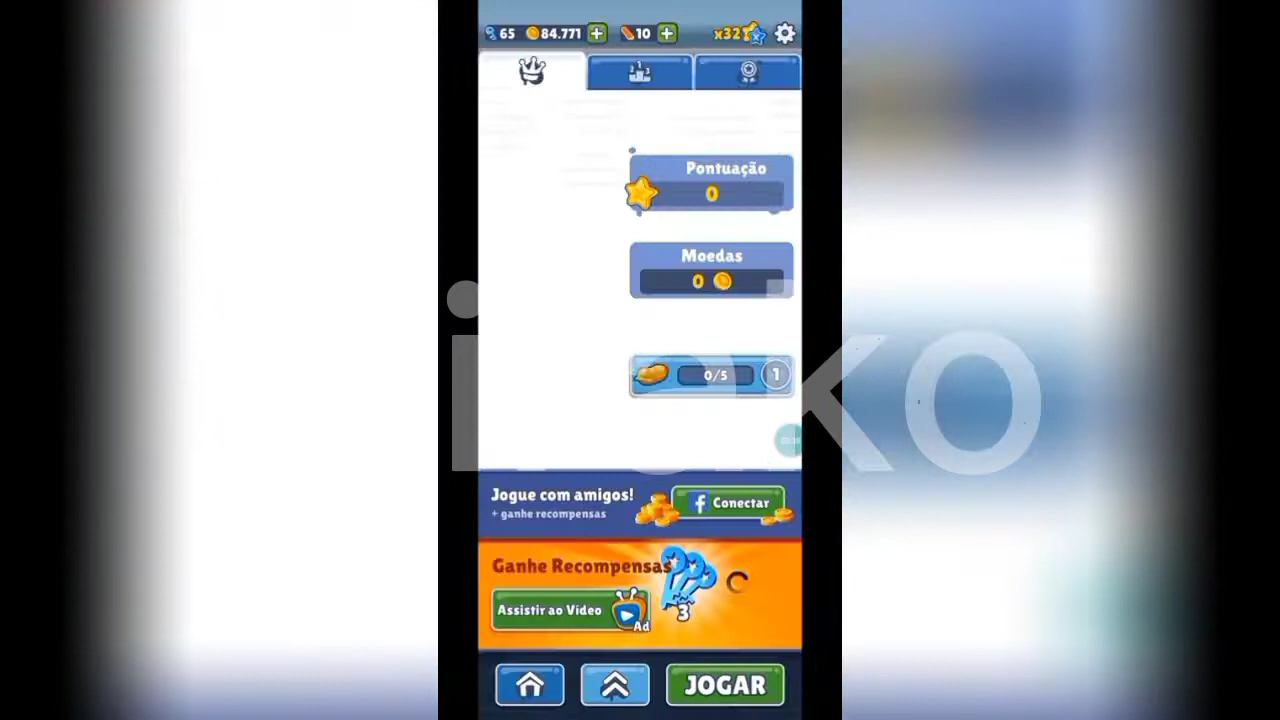 65 84.771 10 x32
Pontuação
0
Moedas
0
0/5 1
Jogue com amigos!
+ ganhe recompensas
f Conectar
Ganhe Recompensas
Assistir ao Video
Ad
3
JOGAR